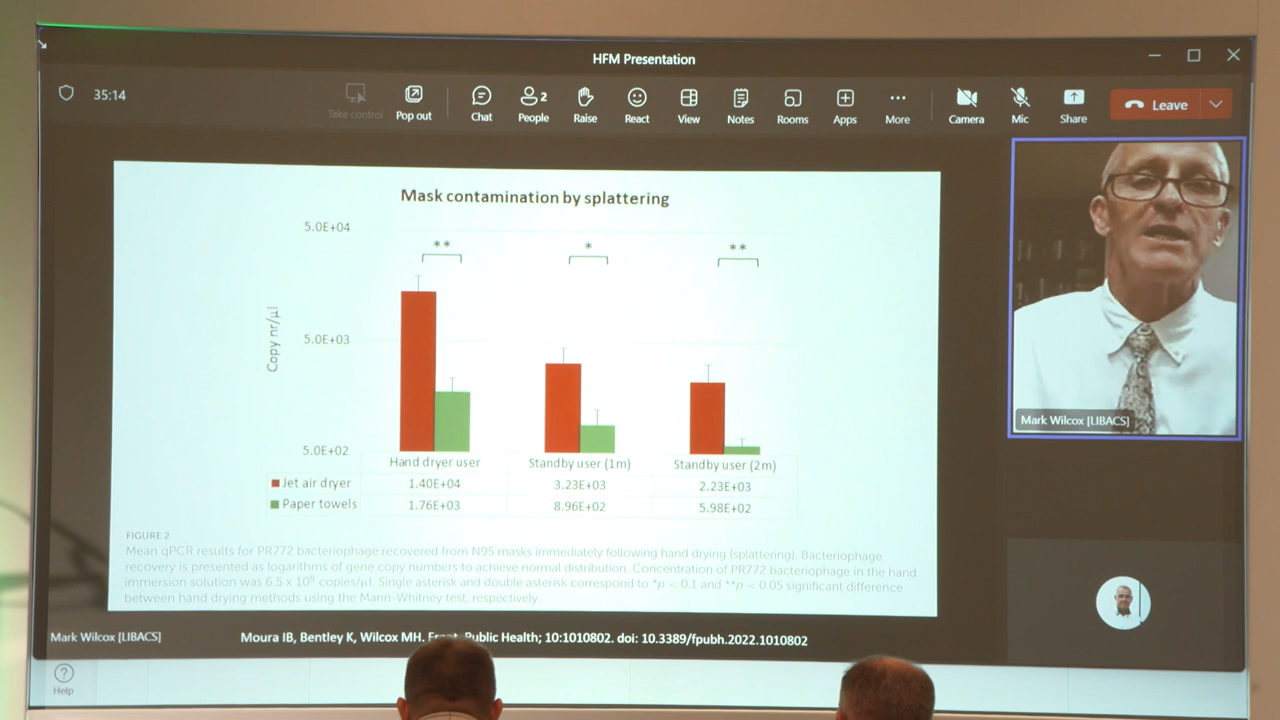 HFM Presentation
35:14
Take control
Pop out
Chat
2
People
Raise
React
View
Notes
Rooms
Apps
More
Camera
Mic
Share
Leave
Mask contamination by splattering
5.0E+04
** * **
Copy nr/µl
5.0E+03
5.0E+02
Hand dryer user Standby user (1m) Standby user (2m)
Jet air dryer 1.40E+04 3.23E+03 2.23E+03
Paper towels 1.76E+03 8.96E+02 5.98E+02
FIGURE 2
Mean qPCR results for PR772 bacteriophage recovered from N95 masks immediately following hand drying (splattering). Bacteriophage
recovery is presented as logarithms of gene copy numbers to achieve normal distribution. Concentration of PR772 bacteriophage in the hand
immersion solution was 6.5 x 10⁹ copies/µl. Single asterisk and double asterisk correspond to *p < 0.1 and **p < 0.05 significant difference
between hand drying methods using the Mann-Whitney test, respectively.
Mark Wilcox [LIBACS]
Mark Wilcox [LIBACS]
Moura IB, Bentley K, Wilcox MH. Front. Public Health; 10:1010802. doi: 10.3389/fpubh.2022.1010802
?
Help